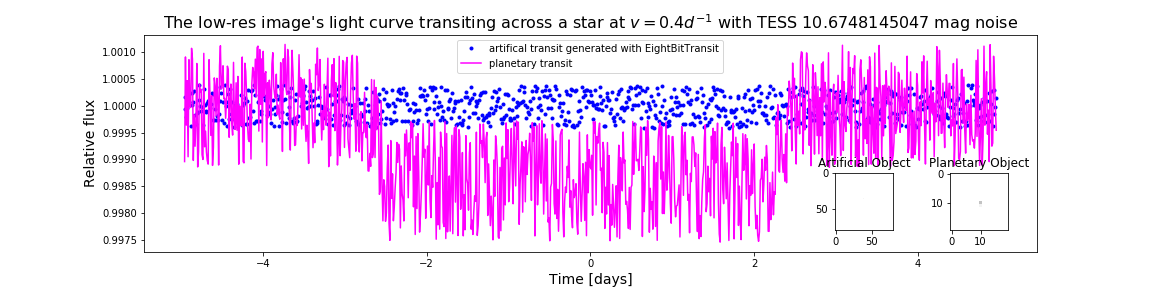 The low-res image's light curve transiting across a star at v = 0.4d⁻¹ with TESS 10.6748145047 mag noise
artifical transit generated with EightBitTransit
planetary transit
Relative flux
1.0010
1.0005
1.0000
0.9995
0.9990
0.9985
0.9980
0.9975
Artificial Object
0
50
0 50
Planetary Object
0
10
0 10
−4 −2 0 2 4
Time [days]